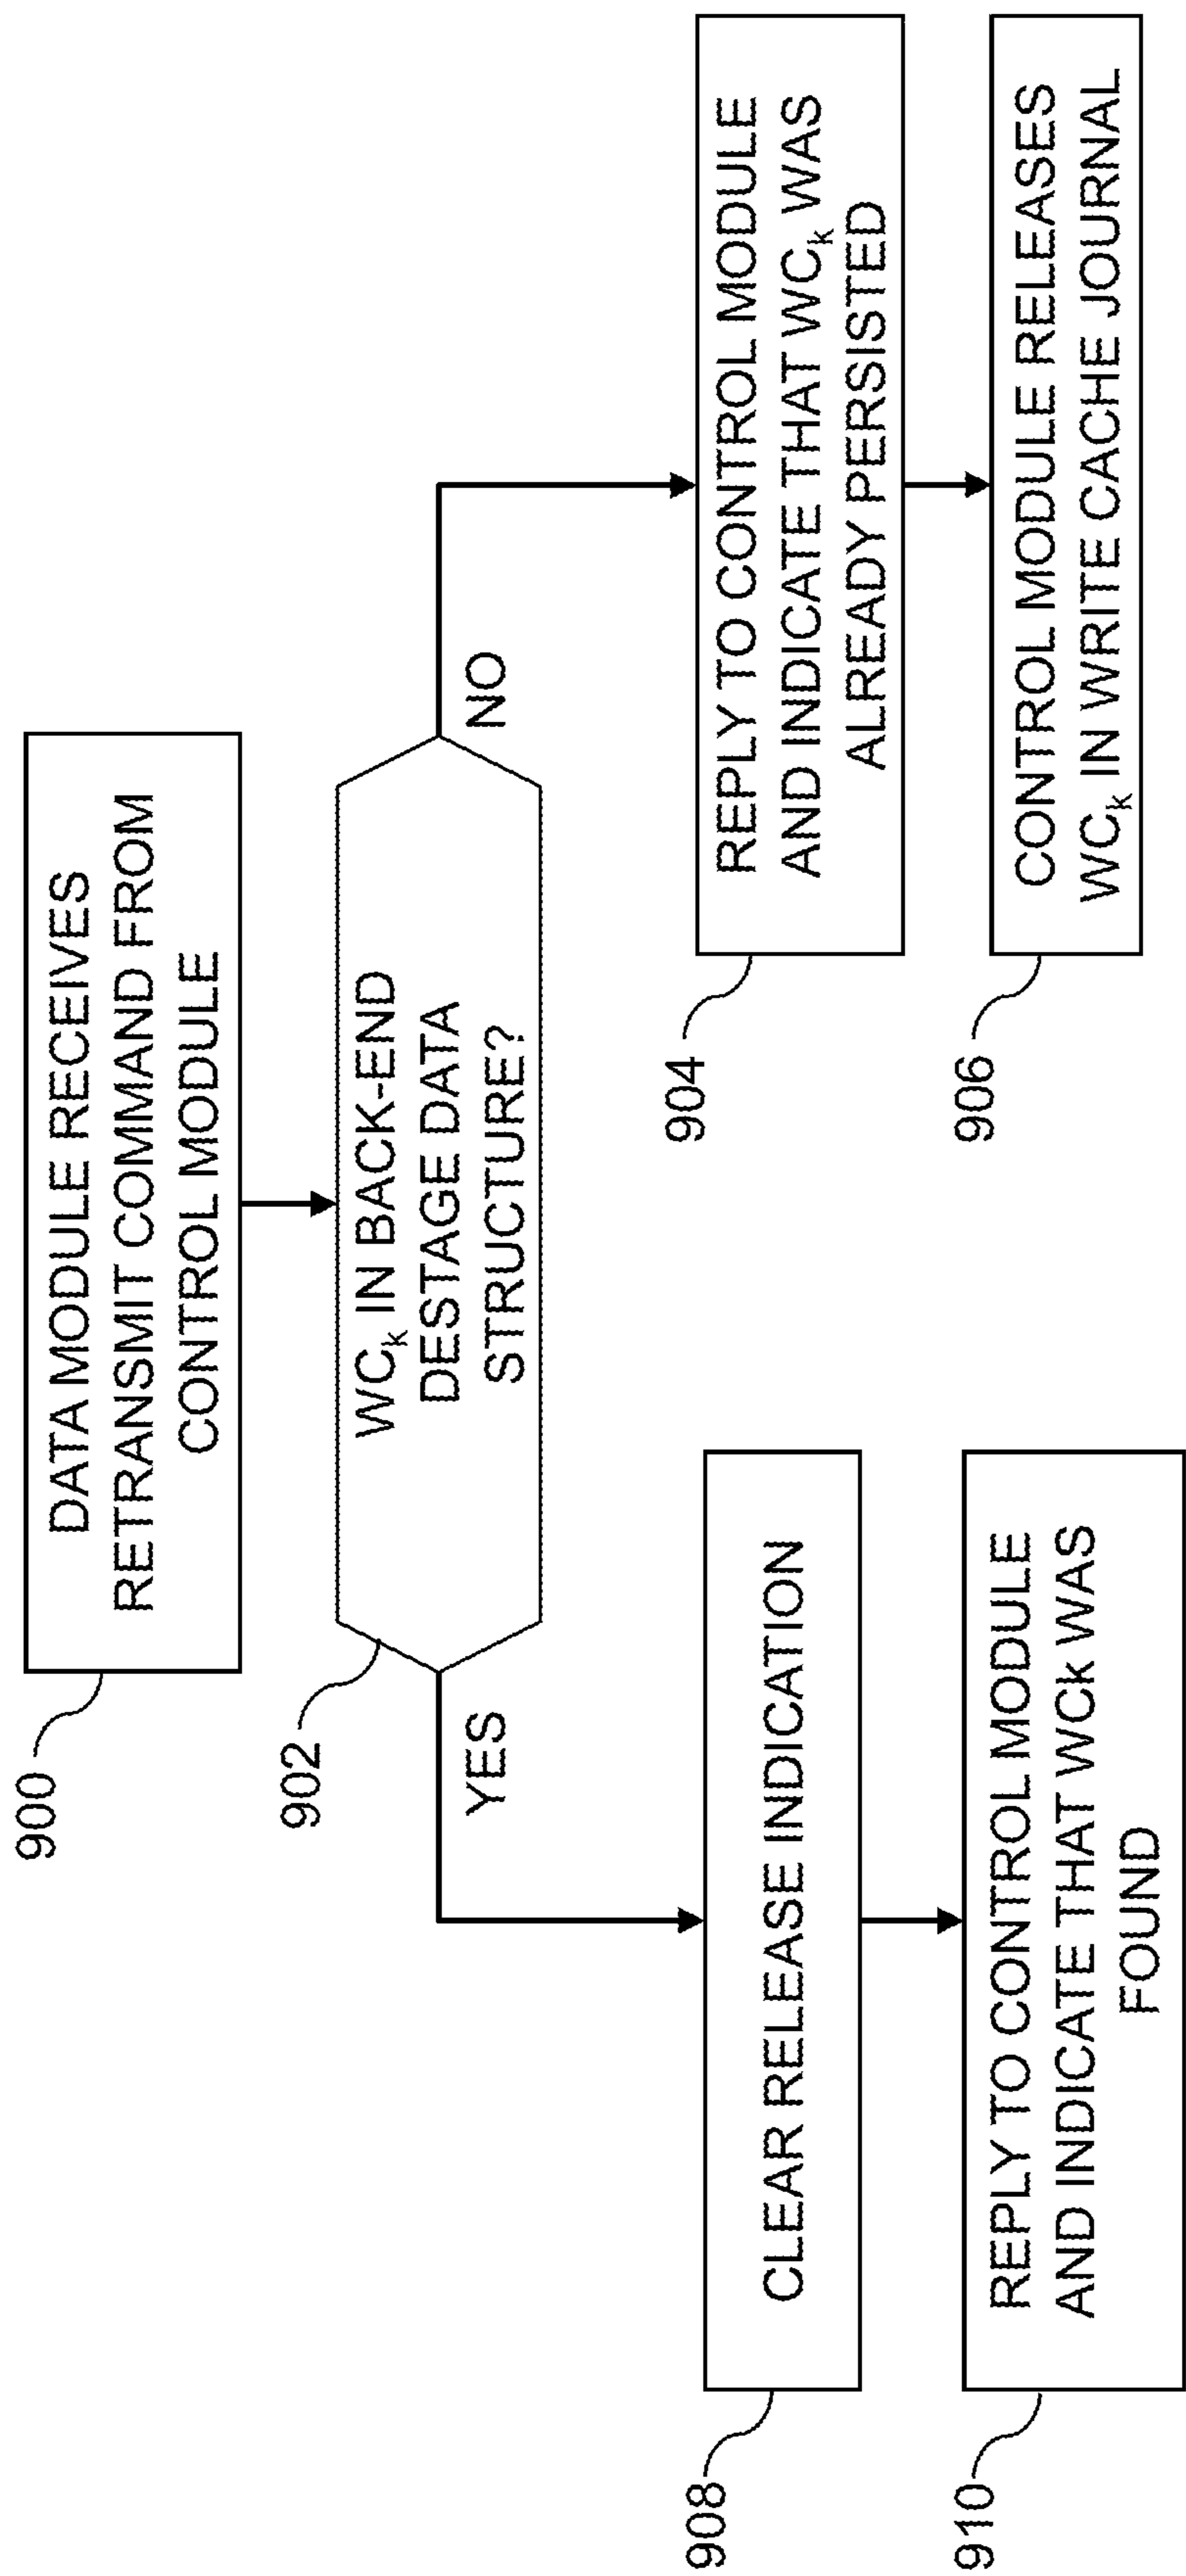 900
DATA MODULE RECEIVES
RETRANSMIT COMMAND FROM
CONTROL MODULE
902
WCk IN BACK-END
DESTAGE DATA
STRUCTURE?
YES
NO
908
CLEAR RELEASE INDICATION
910
REPLY TO CONTROL MODULE
AND INDICATE THAT WCk WAS
FOUND
904
REPLY TO CONTROL MODULE
AND INDICATE THAT WCk WAS
ALREADY PERSISTED
906
CONTROL MODULE RELEASES
WCk IN WRITE CACHE JOURNAL